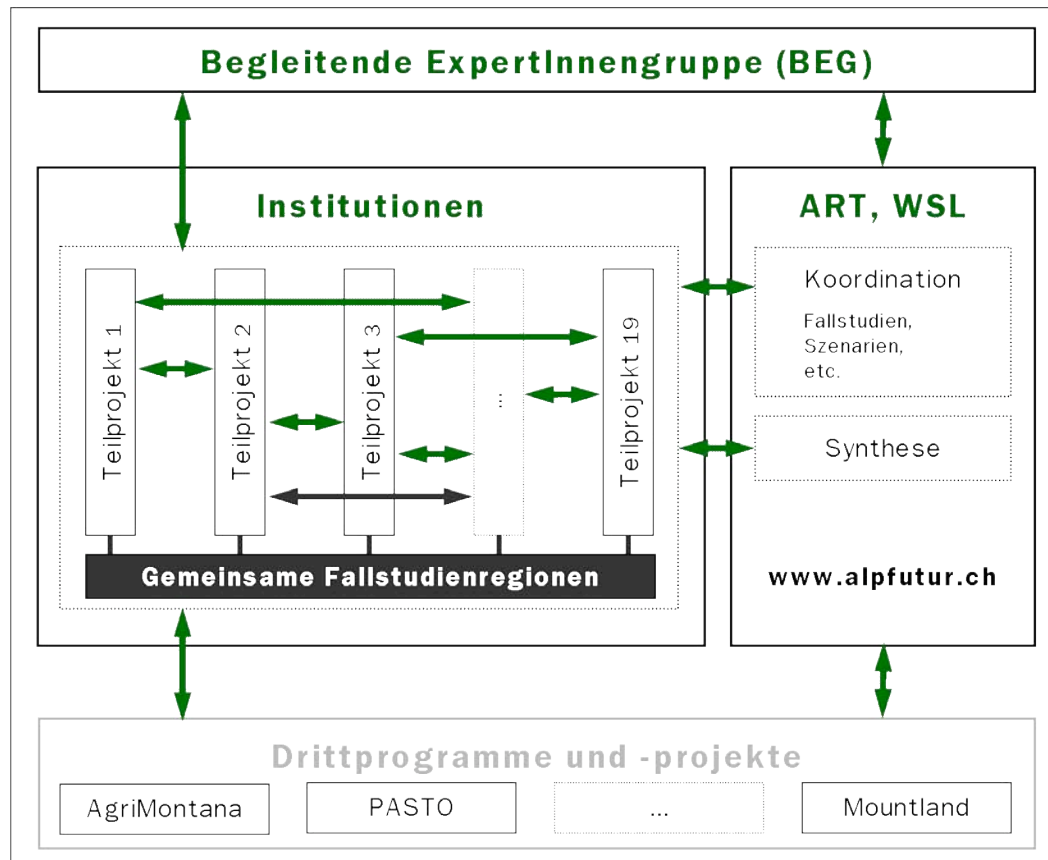 Begleitende ExpertInnengruppe (BEG)
Institutionen
Teilprojekt 1
Teilprojekt 2
Teilprojekt 3
...
Teilprojekt 19
Gemeinsame Fallstudienregionen
ART, WSL
Koordination
Fallstudien,
Szenarien,
etc.
Synthese
www.alpfutur.ch
Drittprogramme und -projekte
AgriMontana
PASTO
...
Mountland